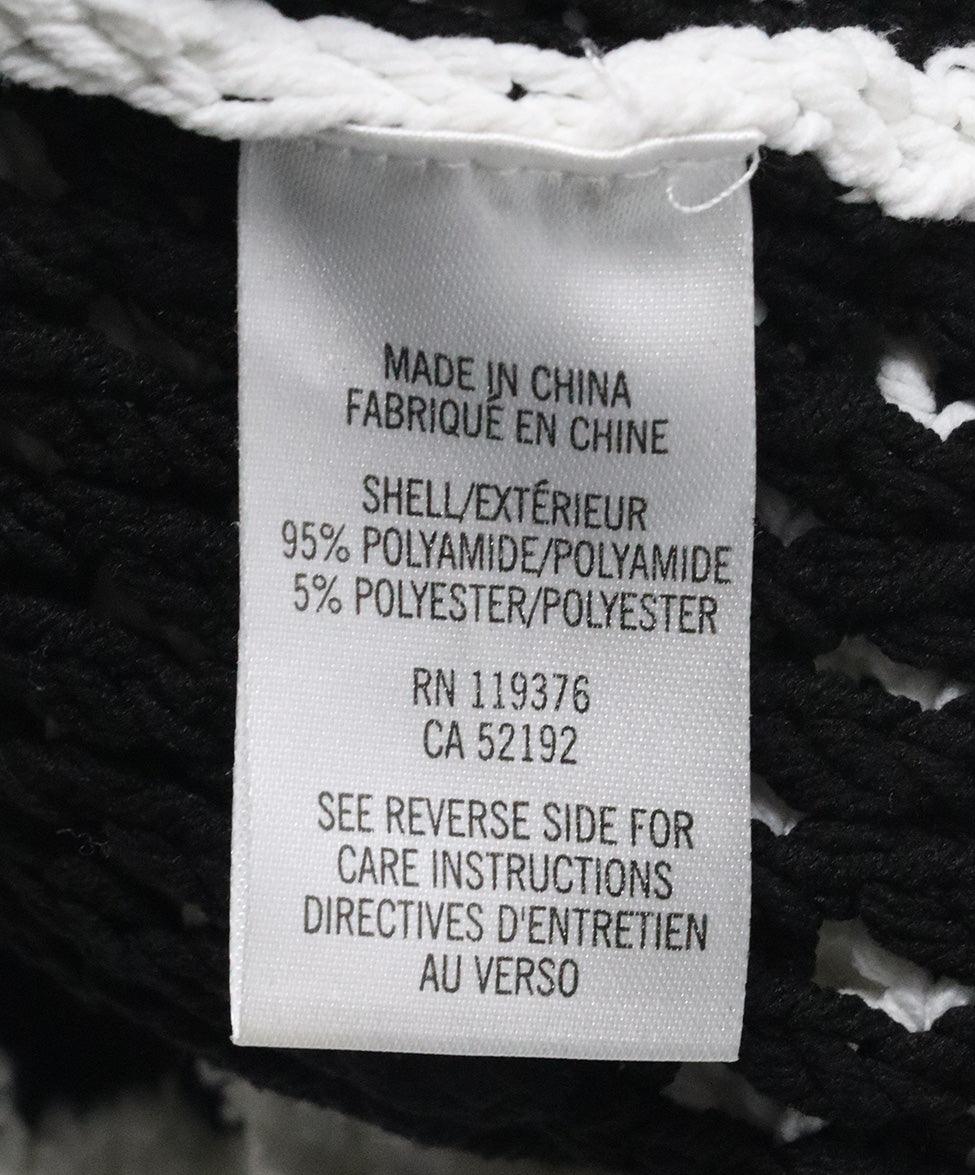 MADE IN CHINA
FABRIQUÉ EN CHINE
SHELL/EXTÉRIEUR
95% POLYAMIDE/POLYAMIDE
5% POLYESTER/POLYESTER
RN 119376
CA 52192
SEE REVERSE SIDE FOR
CARE INSTRUCTIONS
DIRECTIVES D'ENTRETIEN
AU VERSO